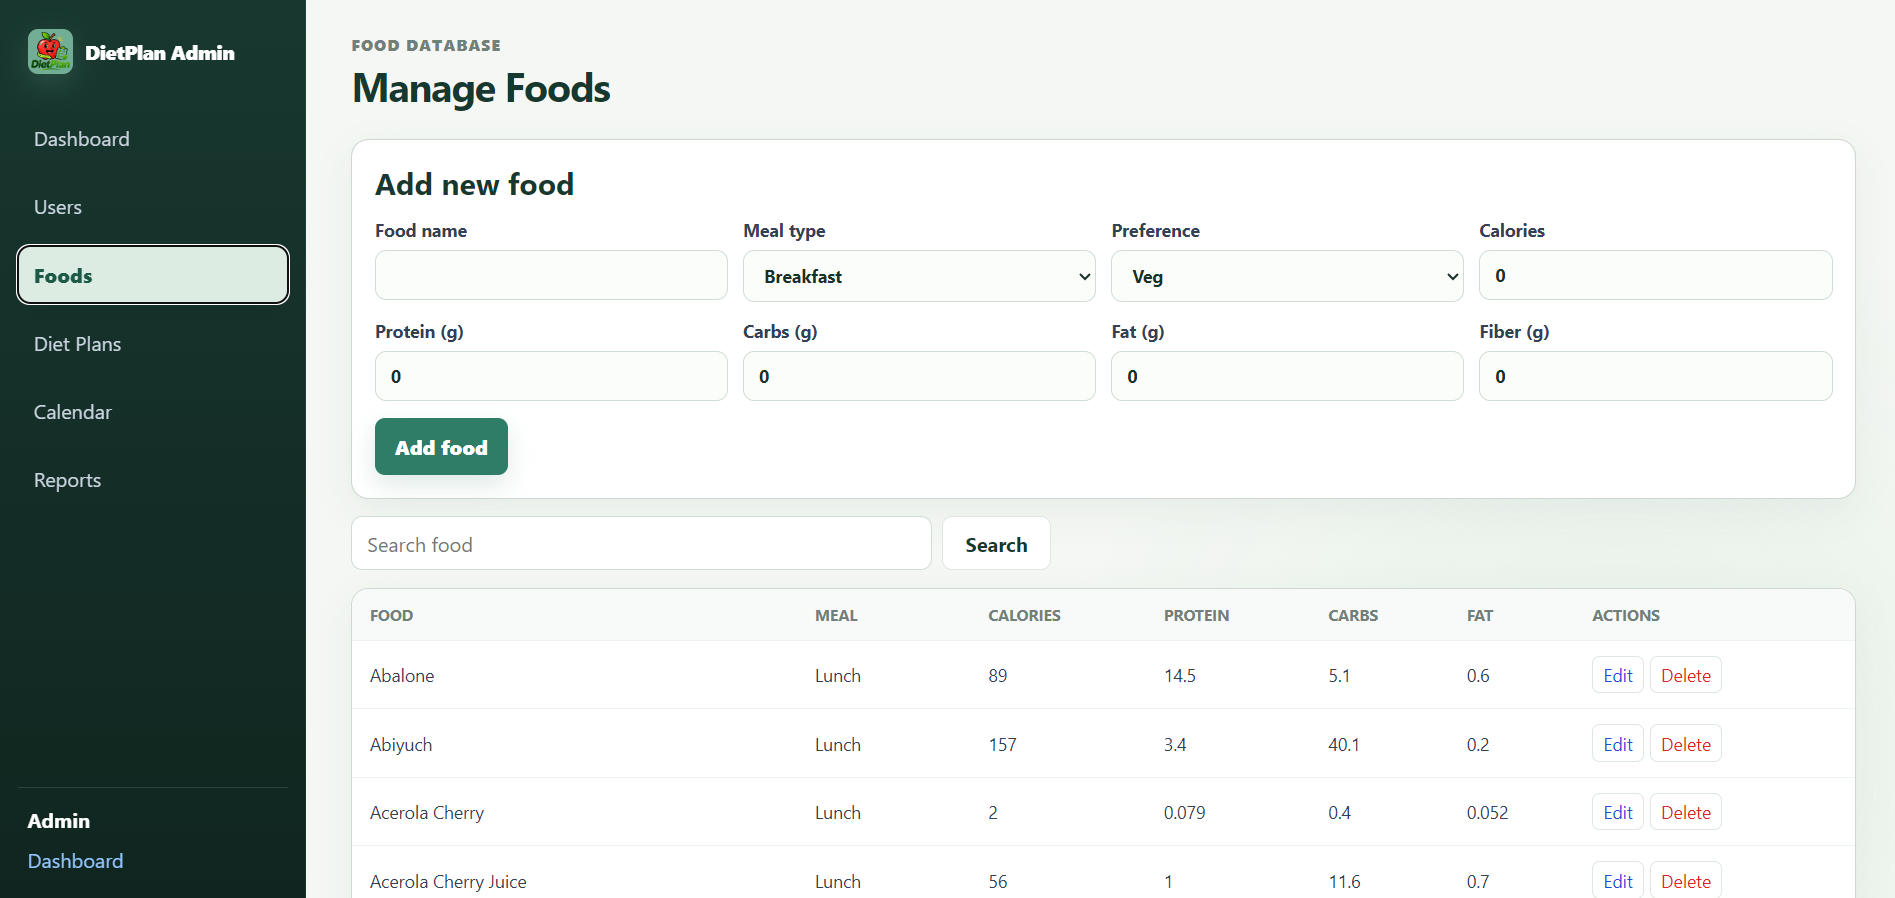 DietPlan
DietPlan Admin
Dashboard
Users
Foods
Diet Plans
Calendar
Reports
Admin
Dashboard
FOOD DATABASE
Manage Foods
Add new food
Food name Meal type Preference Calories
Breakfast Veg 0
Protein (g) Carbs (g) Fat (g) Fiber (g)
0 0 0 0
Add food
Search food Search
FOOD MEAL CALORIES PROTEIN CARBS FAT ACTIONS
Abalone Lunch 89 14.5 5.1 0.6 Edit Delete
Abiyuch Lunch 157 3.4 40.1 0.2 Edit Delete
Acerola Cherry Lunch 2 0.079 0.4 0.052 Edit Delete
Acerola Cherry Juice Lunch 56 1 11.6 0.7 Edit Delete